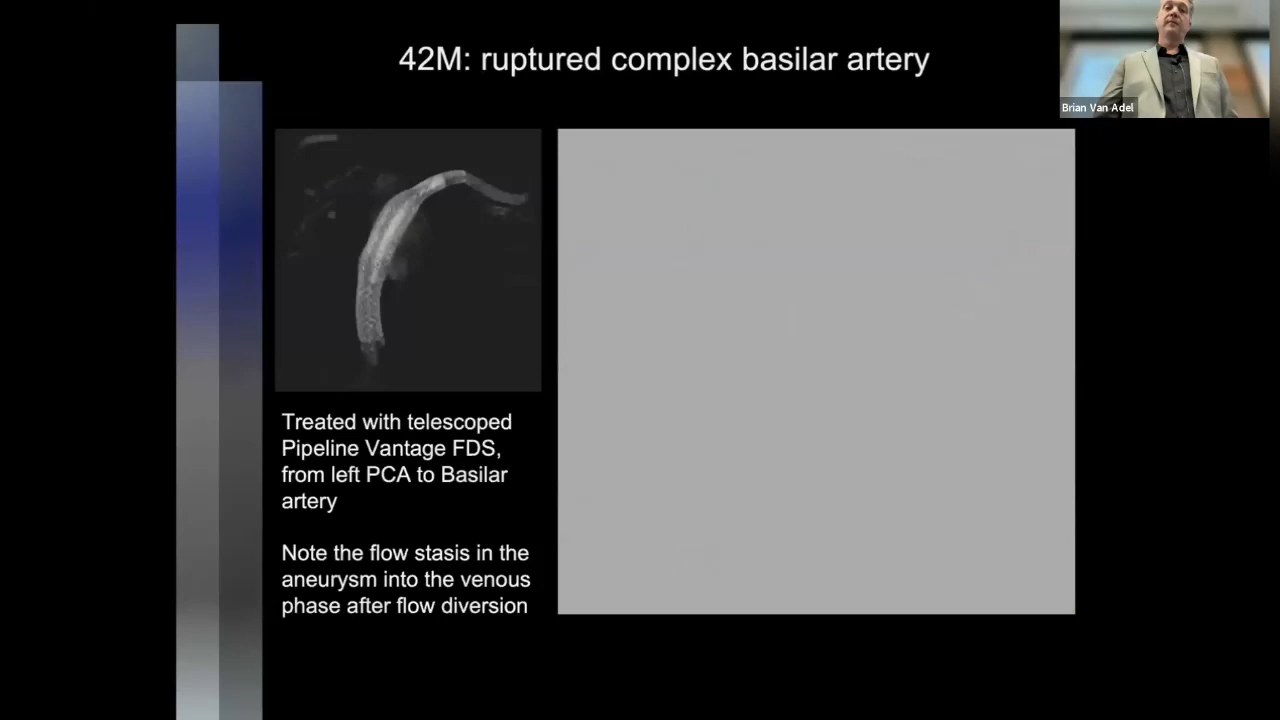 42M: ruptured complex basilar artery
Brian Van Adel
Treated with telescoped
Pipeline Vantage FDS,
from left PCA to Basilar
artery
Note the flow stasis in the
aneurysm into the venous
phase after flow diversion